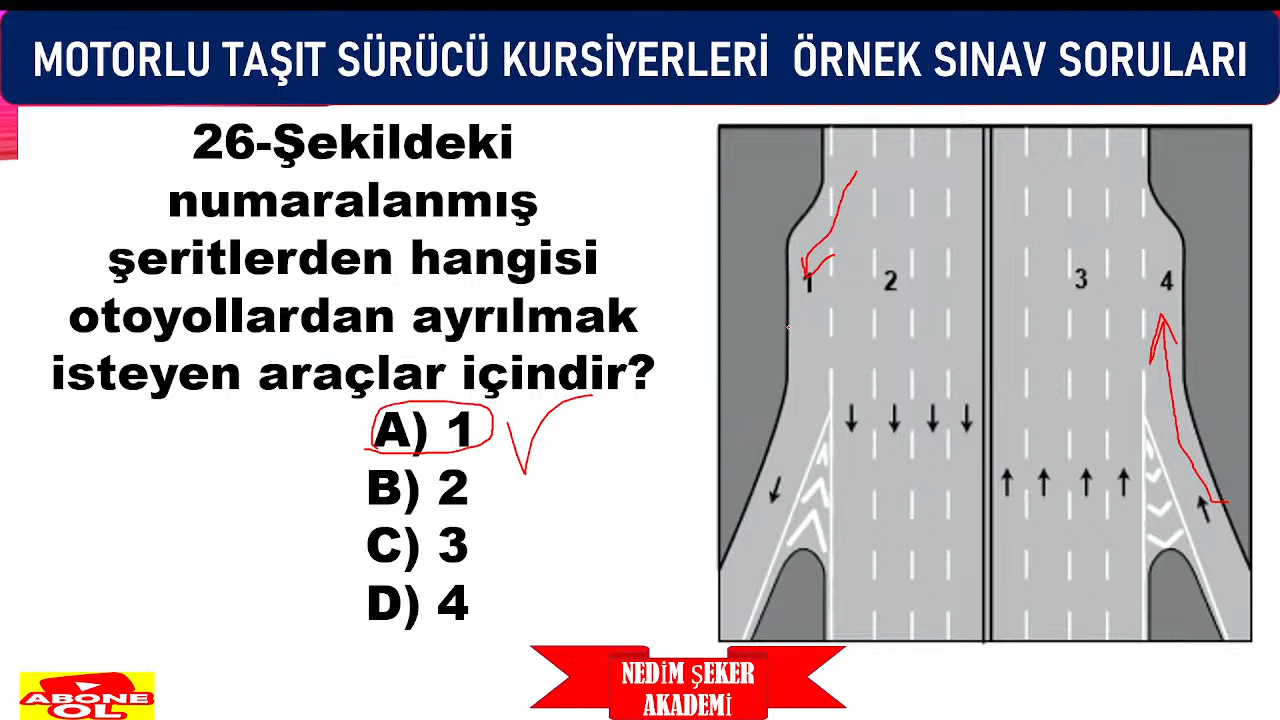 MOTORLU TAŞIT SÜRÜCÜ KURSİYERLERİ ÖRNEK SINAV SORULARI
26-Şekildeki
numaralanmış
şeritlerden hangisi
otoyollardan ayrılmak
isteyen araçlar içindir?
A) 1
B) 2
C) 3
D) 4
1 2 3 4
NEDİM ŞEKER
AKADEMİ
ABONE
OL